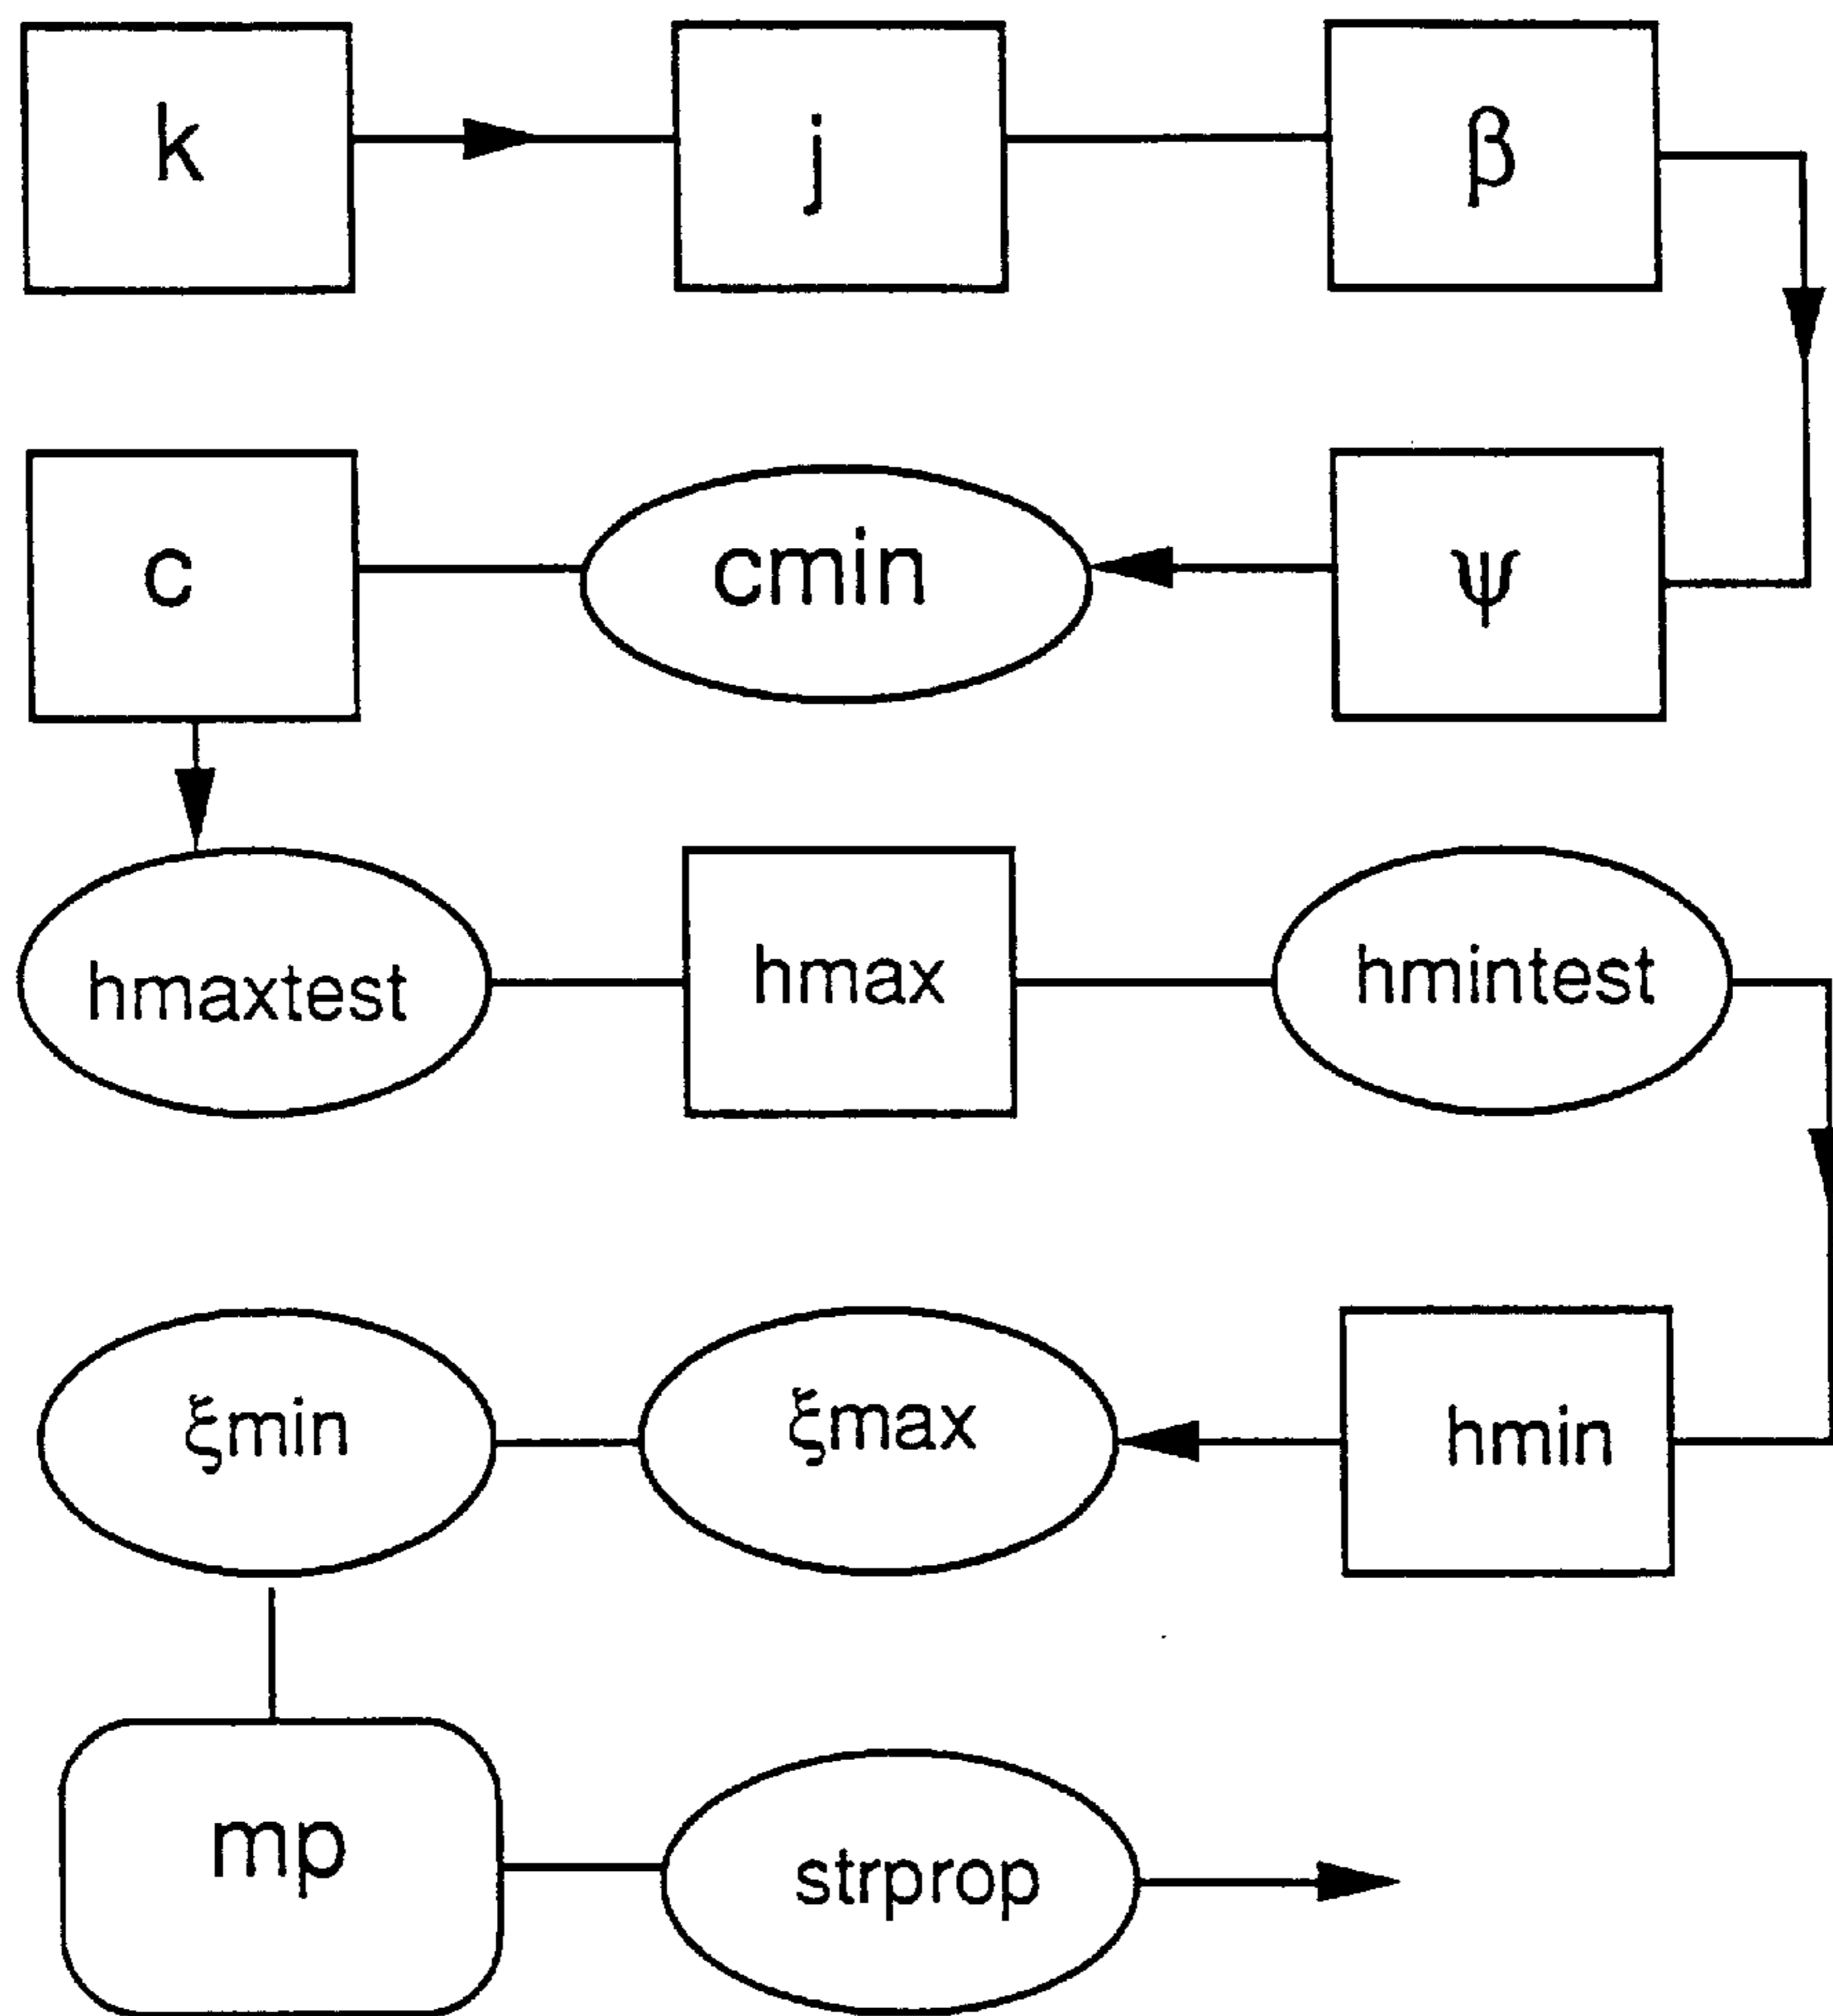 k
j
β
c
cmin
ψ
hmaxtest
hmax
hmintest
ξmin
ξmax
hmin
mp
strprop